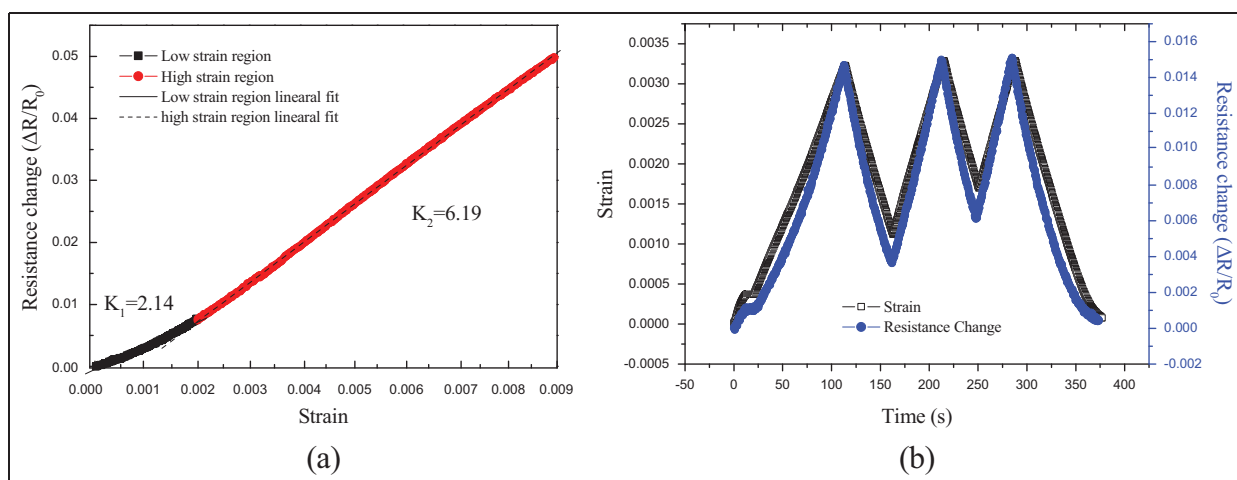 Low strain region
High strain region
Low strain region linearal fit
high strain region linearal fit
Resistance change (ΔR/R0)
0.05
0.04
0.03
0.02
0.01
0.00
K1=2.14
K2=6.19
0.000 0.001 0.002 0.003 0.004 0.005 0.006 0.007 0.008 0.009
Strain
(a)
Strain
0.0035
0.0030
0.0025
0.0020
0.0015
0.0010
0.0005
0.0000
-0.0005
Strain
Resistance Change
0.016
0.014
0.012
0.010
0.008
0.006
0.004
0.002
0.000
-0.002
Resistance change (ΔR/R0)
-50 0 50 100 150 200 250 300 350 400
Time (s)
(b)